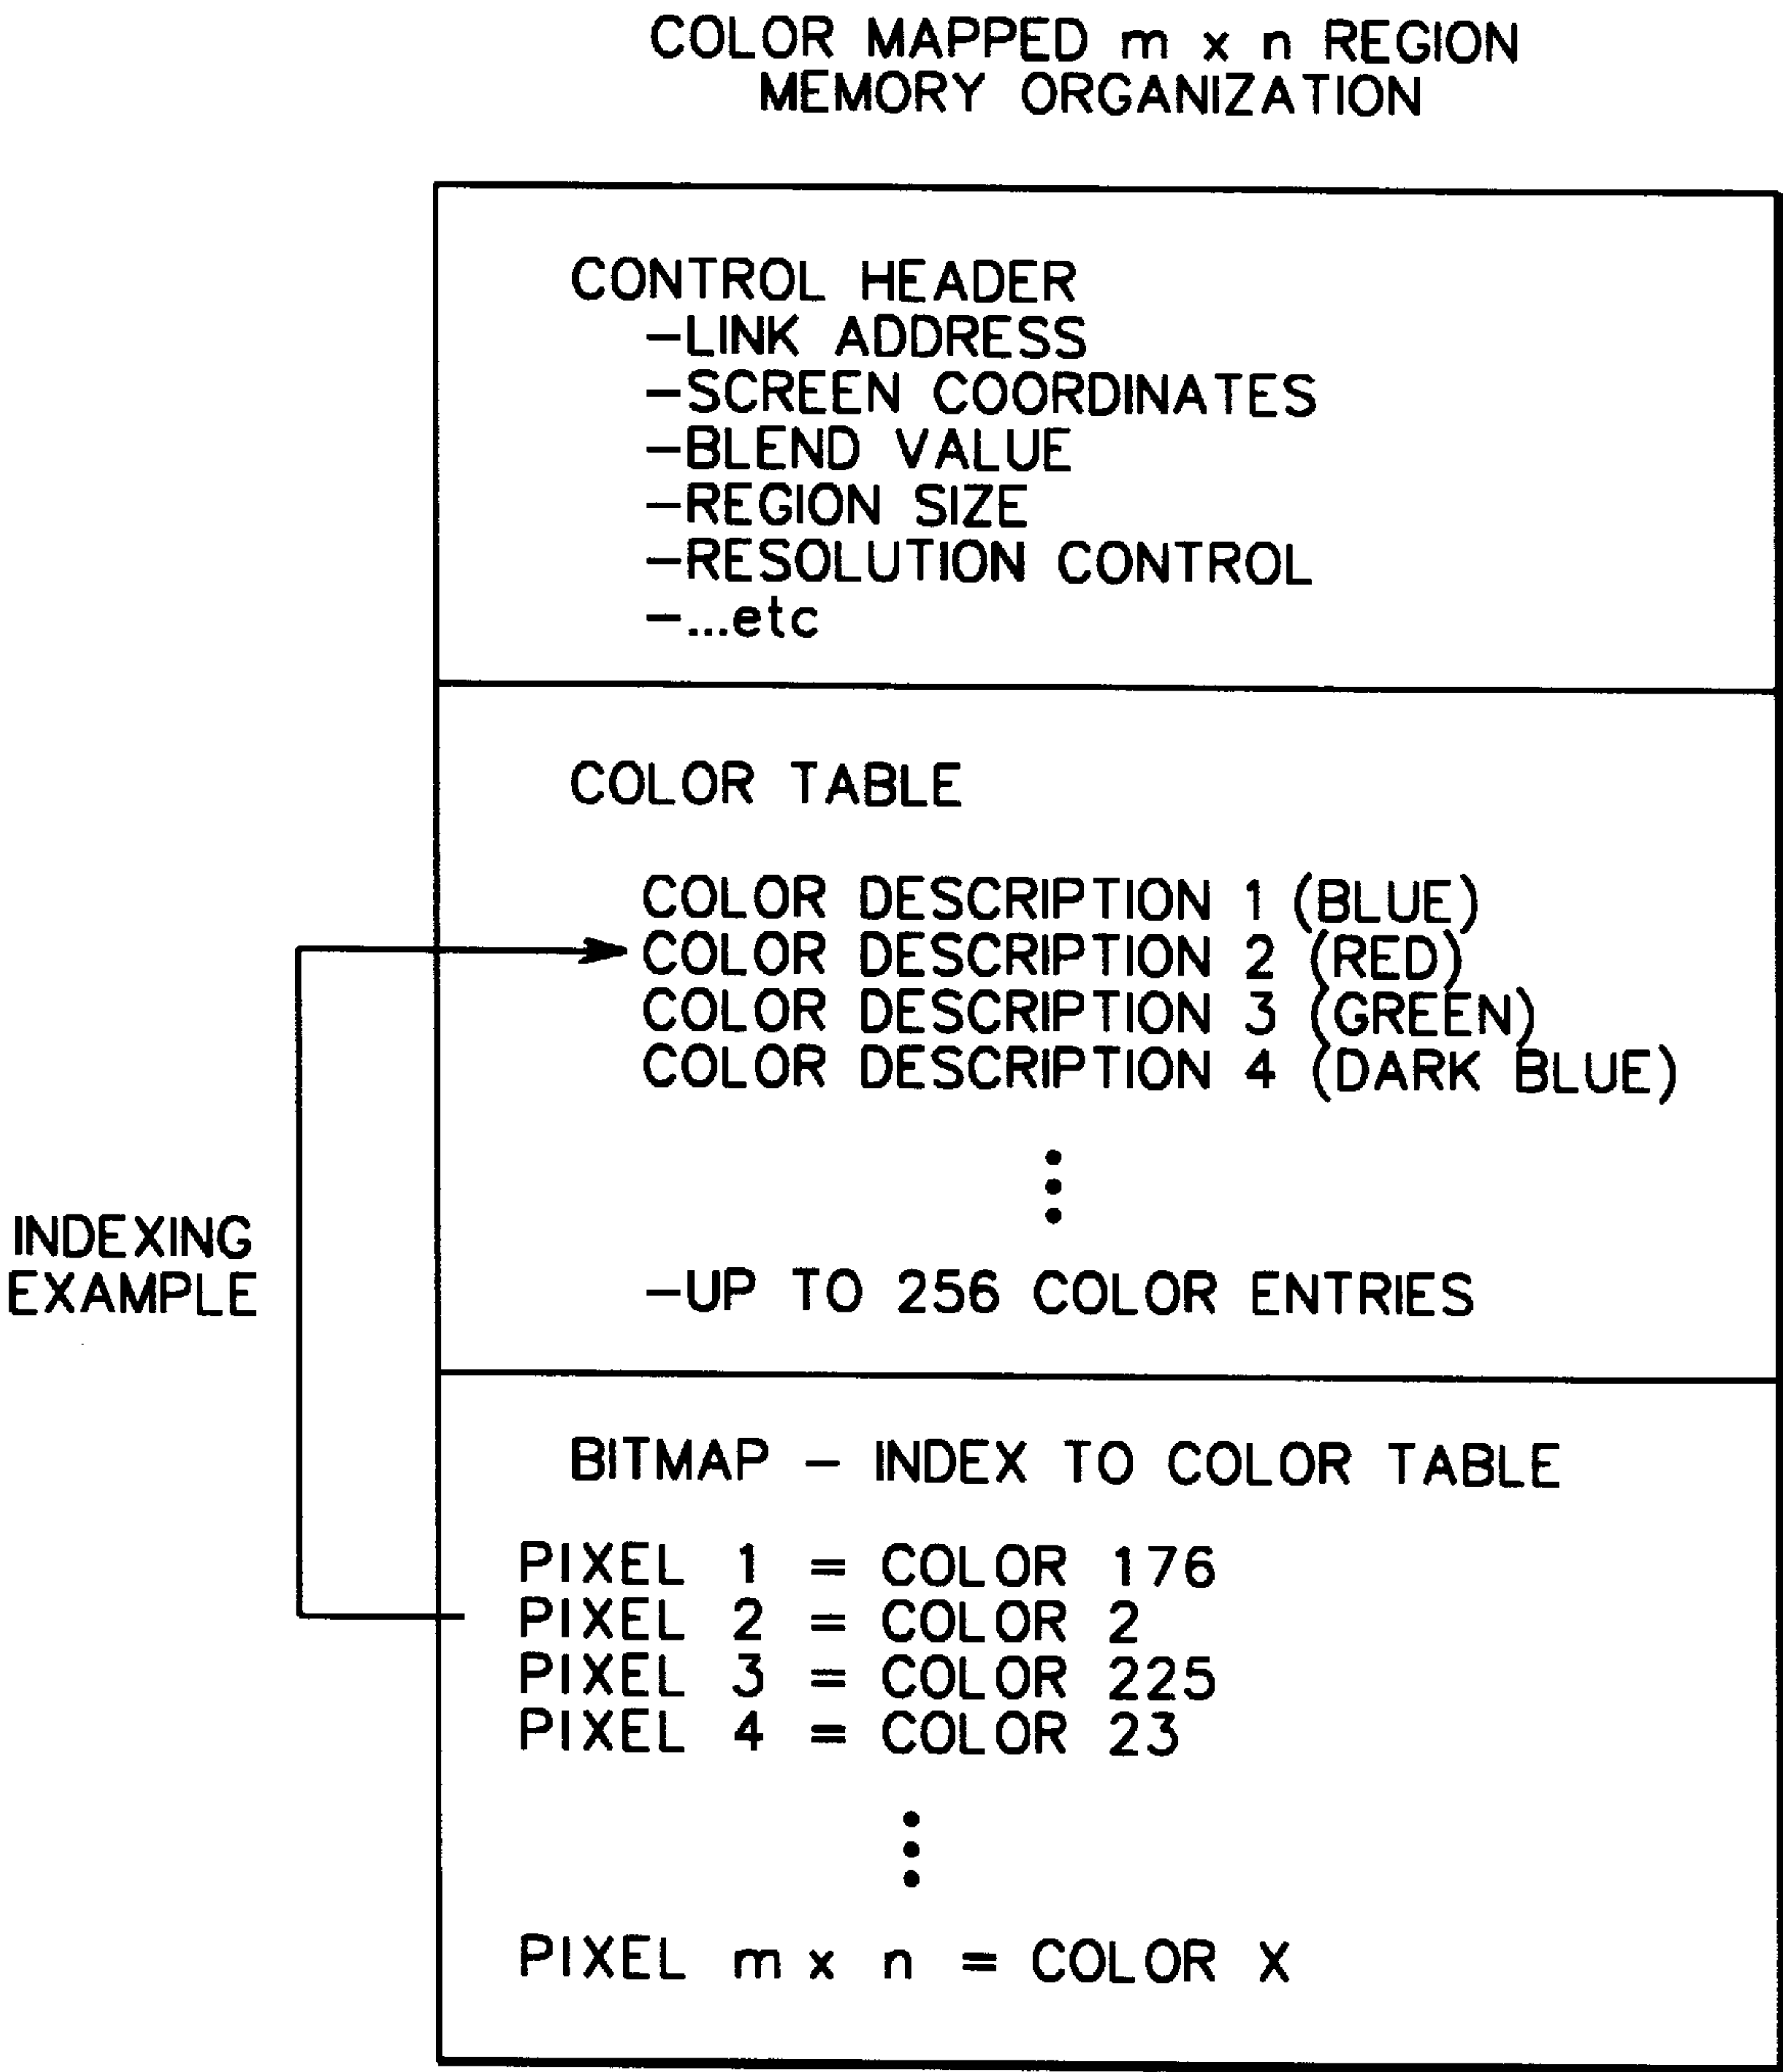 COLOR MAPPED m x n REGION
MEMORY ORGANIZATION
CONTROL HEADER
-LINK ADDRESS
-SCREEN COORDINATES
-BLEND VALUE
-REGION SIZE
-RESOLUTION CONTROL
-...etc
COLOR TABLE
COLOR DESCRIPTION 1 (BLUE)
COLOR DESCRIPTION 2 (RED)
COLOR DESCRIPTION 3 (GREEN)
COLOR DESCRIPTION 4 (DARK BLUE)
-UP TO 256 COLOR ENTRIES
INDEXING
EXAMPLE
BITMAP - INDEX TO COLOR TABLE
PIXEL 1 = COLOR 176
PIXEL 2 = COLOR 2
PIXEL 3 = COLOR 225
PIXEL 4 = COLOR 23
PIXEL m x n = COLOR X